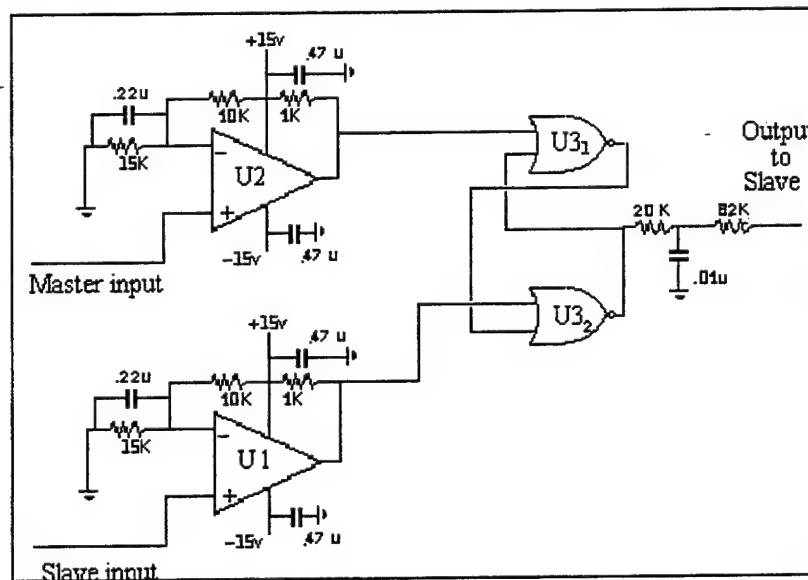 +15v
.47 u
.22u
10K
1K
15K
−
U2
+
−15v
.47 u
Master input
U3₁
Output
to
Slave
20 K
82K
.01u
U3₂
+15v
.47 u
.22u
10K
1K
15K
−
U1
+
−15v
.47 u
Slave input